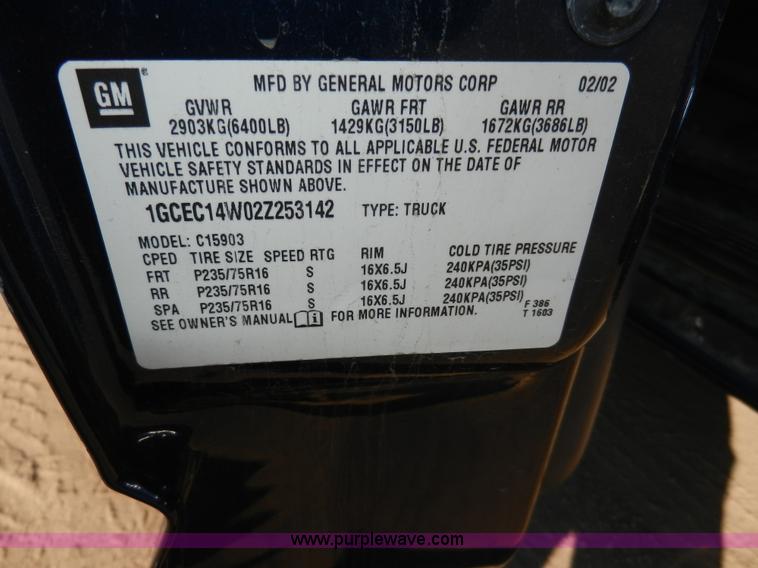 GM
MFD BY GENERAL MOTORS CORP 02/02
GVWR GAWR FRT GAWR RR
2903KG(6400LB) 1429KG(3150LB) 1672KG(3686LB)
THIS VEHICLE CONFORMS TO ALL APPLICABLE U.S. FEDERAL MOTOR
VEHICLE SAFETY STANDARDS IN EFFECT ON THE DATE OF
MANUFACTURE SHOWN ABOVE.
1GCEC14W02Z253142 TYPE: TRUCK
MODEL: C15903
CPED TIRE SIZE SPEED RTG RIM COLD TIRE PRESSURE
FRT P235/75R16 S 16X6.5J 240KPA(35PSI)
RR P235/75R16 S 16X6.5J 240KPA(35PSI)
SPA P235/75R16 S 16X6.5J 240KPA(35PSI) F 386
SEE OWNER'S MANUAL i FOR MORE INFORMATION. T 1603
www.purplewave.com